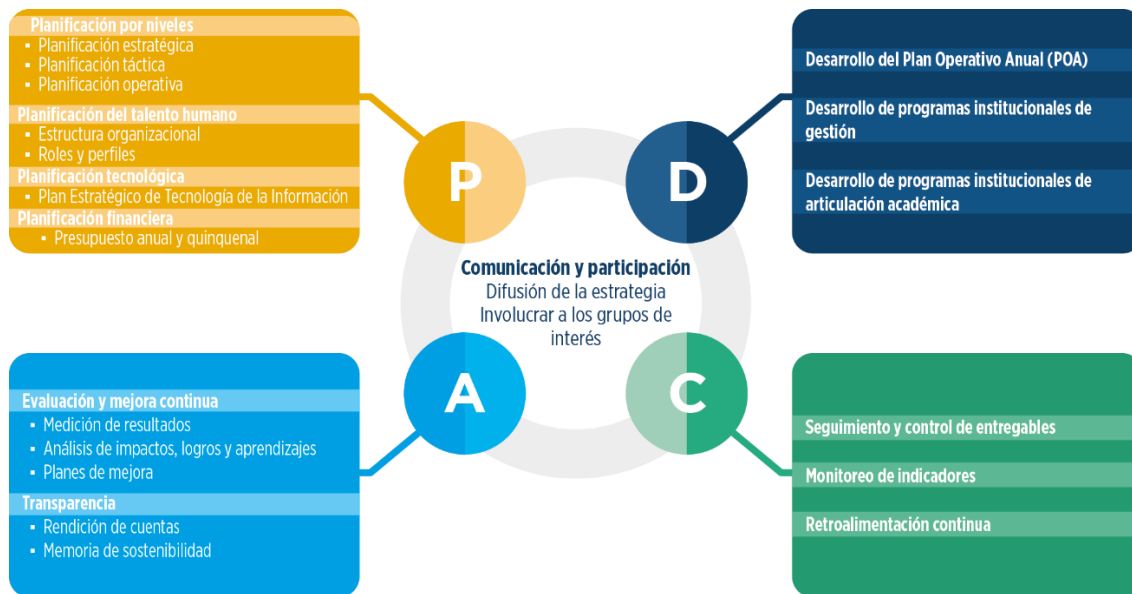 Planificación por niveles
▪ Planificación estratégica
▪ Planificación táctica
▪ Planificación operativa
Planificación del talento humano
▪ Estructura organizacional
▪ Roles y perfiles
Planificación tecnológica
▪ Plan Estratégico de Tecnología de la Información
Planificación financiera
▪ Presupuesto anual y quinquenal
P
D
Desarrollo del Plan Operativo Anual (POA)
Desarrollo de programas institucionales de
gestión
Desarrollo de programas institucionales de
articulación académica
Comunicación y participación
Difusión de la estrategia
Involucrar a los grupos de
interés
Evaluación y mejora continua
▪ Medición de resultados
▪ Análisis de impactos, logros y aprendizajes
▪ Planes de mejora
Transparencia
▪ Rendición de cuentas
▪ Memoria de sostenibilidad
A
C
Seguimiento y control de entregables
Monitoreo de indicadores
Retroalimentación continua